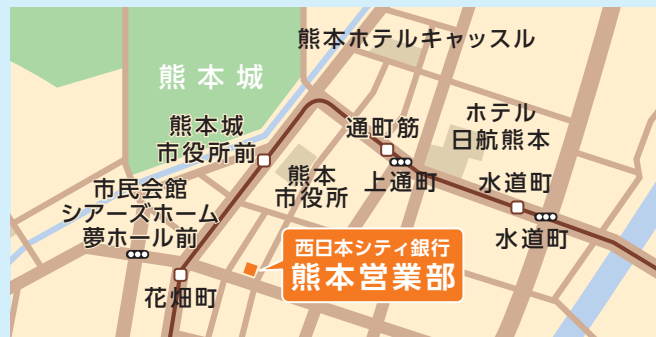 熊本ホテルキャッスル
熊本城
ホテル
日航熊本
熊本城
市役所前
通町筋
熊本
市役所
上通町
水道町
市民会館
シアーズホーム
夢ホール前
水道町
西日本シティ銀行
熊本営業部
花畑町